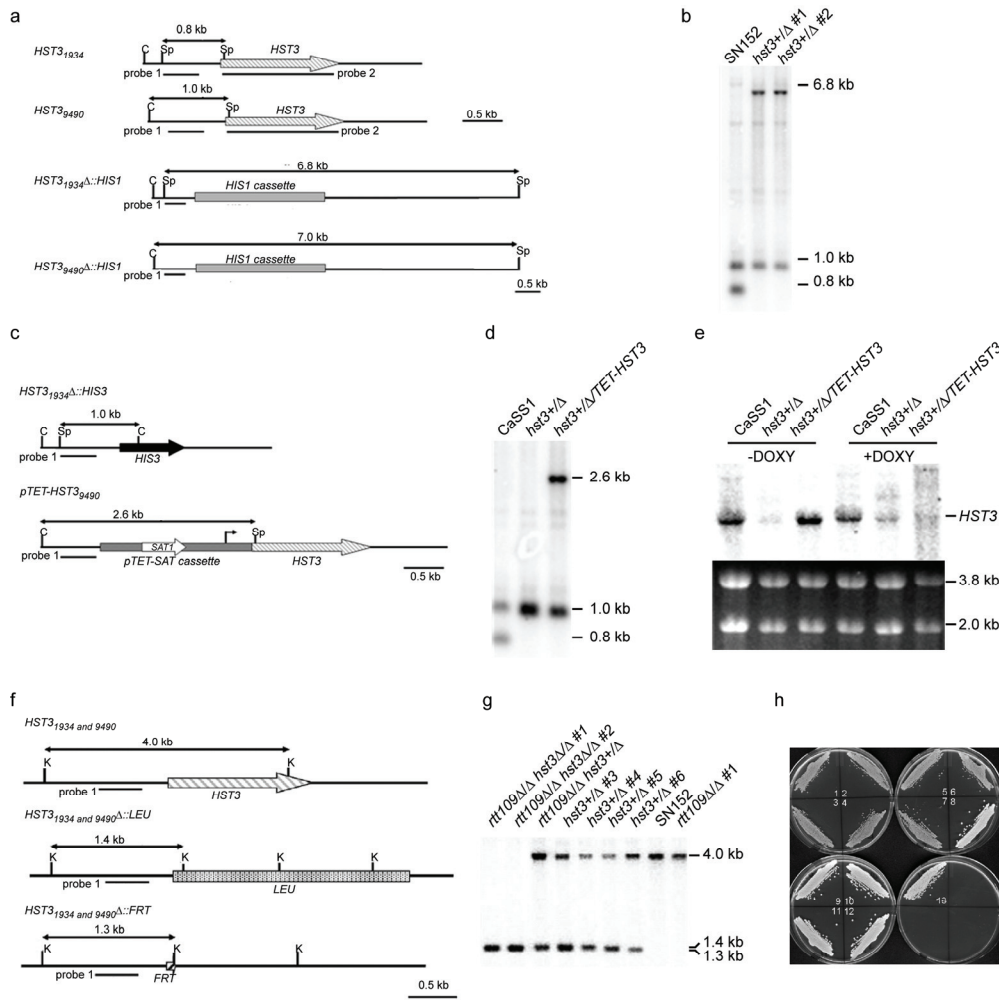 a
HST3₁₉₃₄
C
Sp
0.8 kb
Sp
HST3
probe 1
probe 2
HST3₉₄₉₀
C
1.0 kb
Sp
HST3
probe 1
probe 2
0.5 kb
HST3₁₉₃₄Δ::HIS1
C
Sp
6.8 kb
HIS1 cassette
Sp
probe 1
HST3₉₄₉₀Δ::HIS1
C
7.0 kb
HIS1 cassette
Sp
probe 1
0.5 kb
b
SN152
hst3+/Δ #1
hst3+/Δ #2
6.8 kb
1.0 kb
0.8 kb
c
HST3₁₉₃₄Δ::HIS3
1.0 kb
C
Sp
C
probe 1
HIS3
pTET-HST3₉₄₉₀
2.6 kb
C
Sp
probe 1
SAT1
pTET-SAT cassette
HST3
0.5 kb
d
CaSS1
hst3+/Δ
hst3+/Δ/TET-HST3
2.6 kb
1.0 kb
0.8 kb
e
CaSS1
hst3+/Δ
hst3+/Δ/TET-HST3
CaSS1
hst3+/Δ
hst3+/Δ/TET-HST3
-DOXY
+DOXY
HST3
3.8 kb
2.0 kb
f
HST3₁₉₃₄ ₐₙd ₉₄₉₀
4.0 kb
K
K
probe 1
HST3
HST3₁₉₃₄ ₐₙd ₉₄₉₀Δ::LEU
1.4 kb
K
K
K
K
probe 1
LEU
HST3₁₉₃₄ ₐₙd ₉₄₉₀Δ::FRT
1.3 kb
K
K
K
probe 1
FRT
0.5 kb
g
rtt109Δ/Δ hst3Δ/Δ #1
rtt109Δ/Δ hst3Δ/Δ #2
rtt109Δ/Δ hst3+/Δ
hst3+/Δ #3
hst3+/Δ #4
hst3+/Δ #5
hst3+/Δ #6
SN152
rtt109Δ/Δ #1
4.0 kb
1.4 kb
1.3 kb
h
1 2
3 4
5 6
7 8
9 10
11 12
13